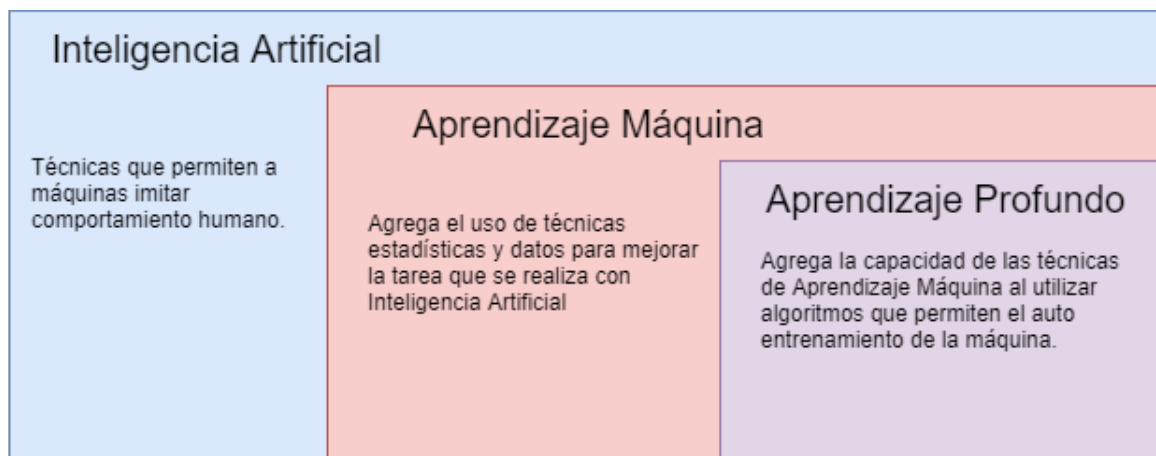 Inteligencia Artificial
Aprendizaje Máquina
Técnicas que permiten a
máquinas imitar
comportamiento humano.
Aprendizaje Profundo
Agrega el uso de técnicas
estadísticas y datos para mejorar
la tarea que se realiza con
Inteligencia Artificial
Agrega la capacidad de las técnicas
de Aprendizaje Máquina al utilizar
algoritmos que permiten el auto
entrenamiento de la máquina.